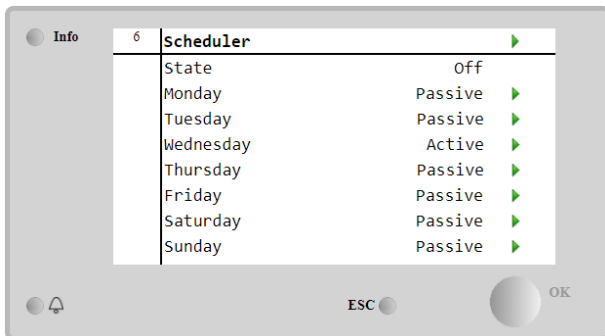 Info
6 Scheduler
State Off
Monday Passive
Tuesday Passive
Wednesday Active
Thursday Passive
Friday Passive
Saturday Passive
Sunday Passive
ESC
OK